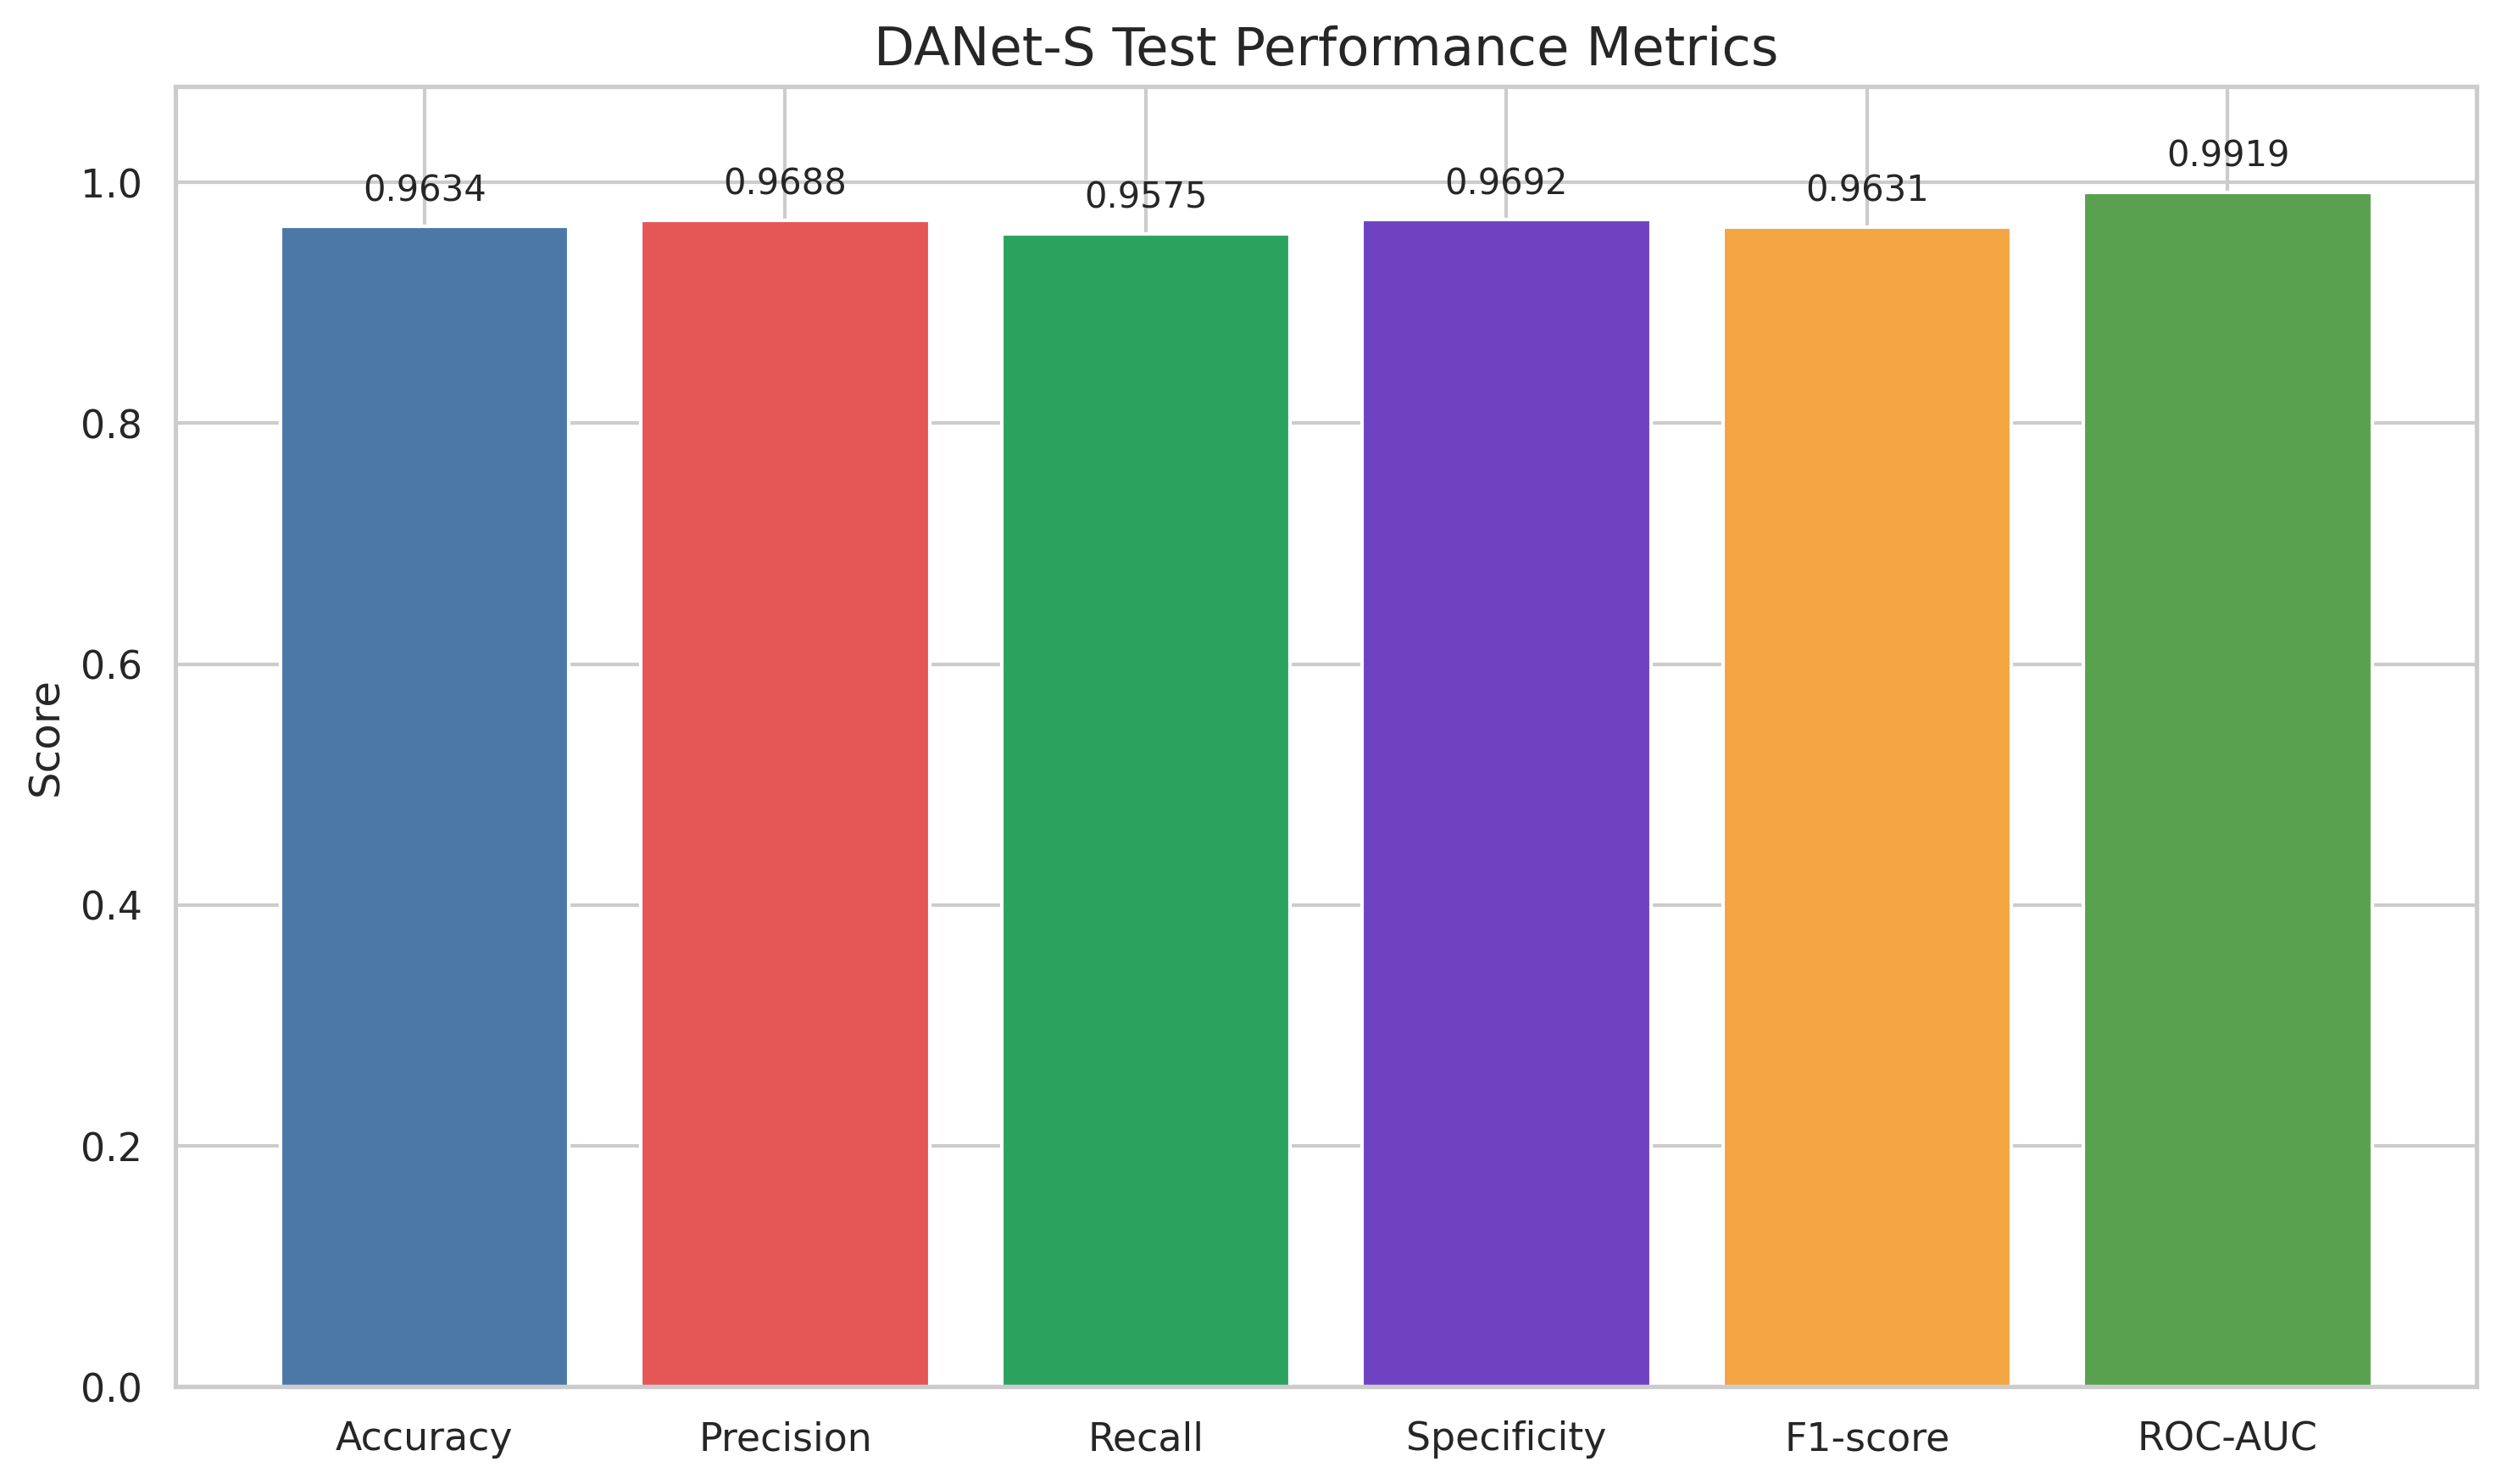 DANet-S Test Performance Metrics
Score
1.0
0.8
0.6
0.4
0.2
0.0
0.9634
0.9688
0.9575
0.9692
0.9631
0.9919
Accuracy
Precision
Recall
Specificity
F1-score
ROC-AUC